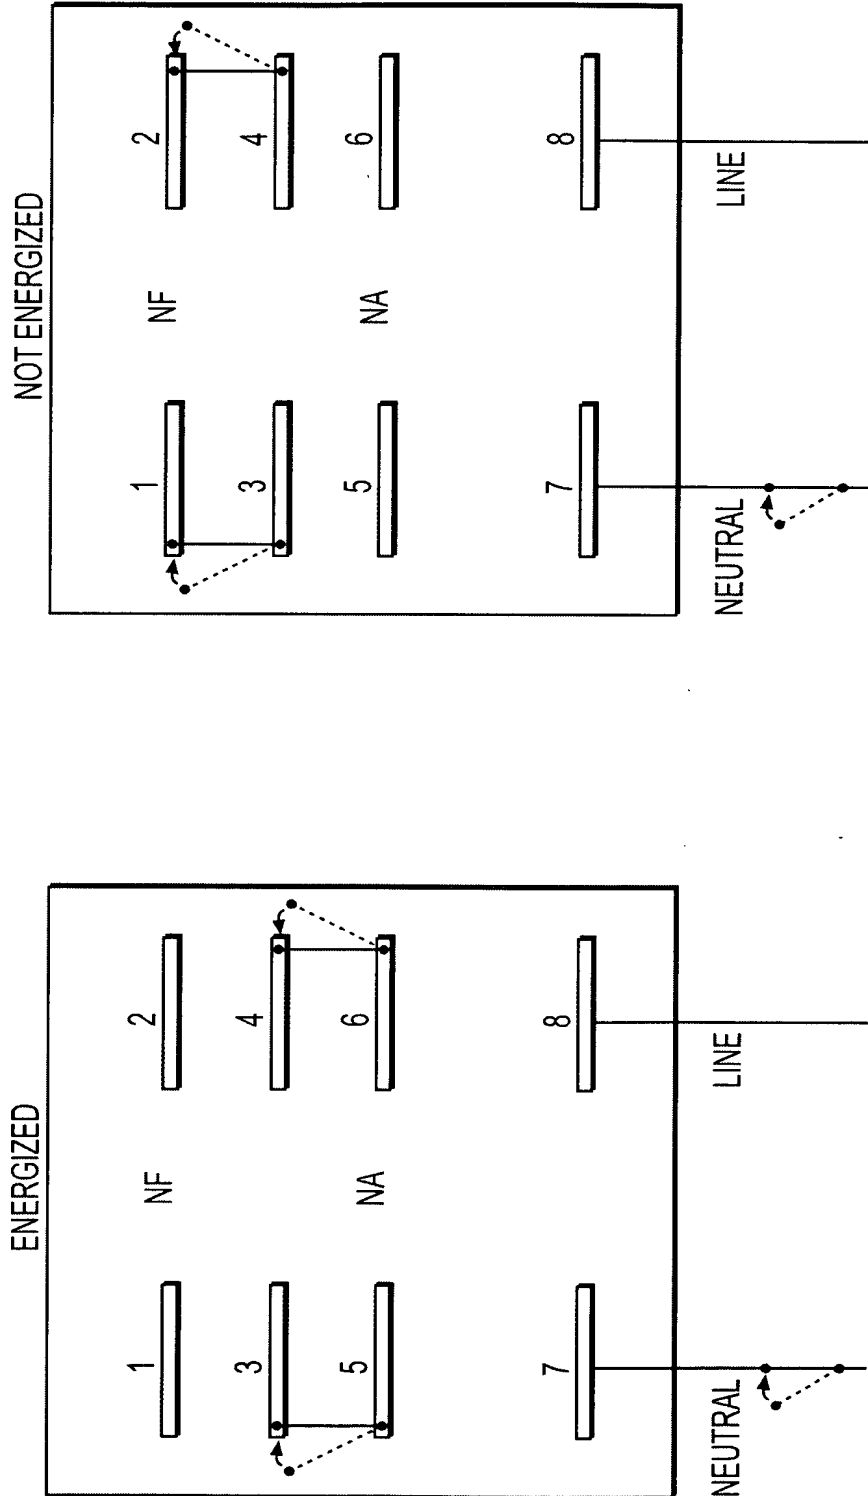 ENERGIZED
1 NF 2
3 4
5 NA 6
7 8
NEUTRAL LINE
NOT ENERGIZED
1 NF 2
3 4
5 NA 6
7 8
NEUTRAL LINE